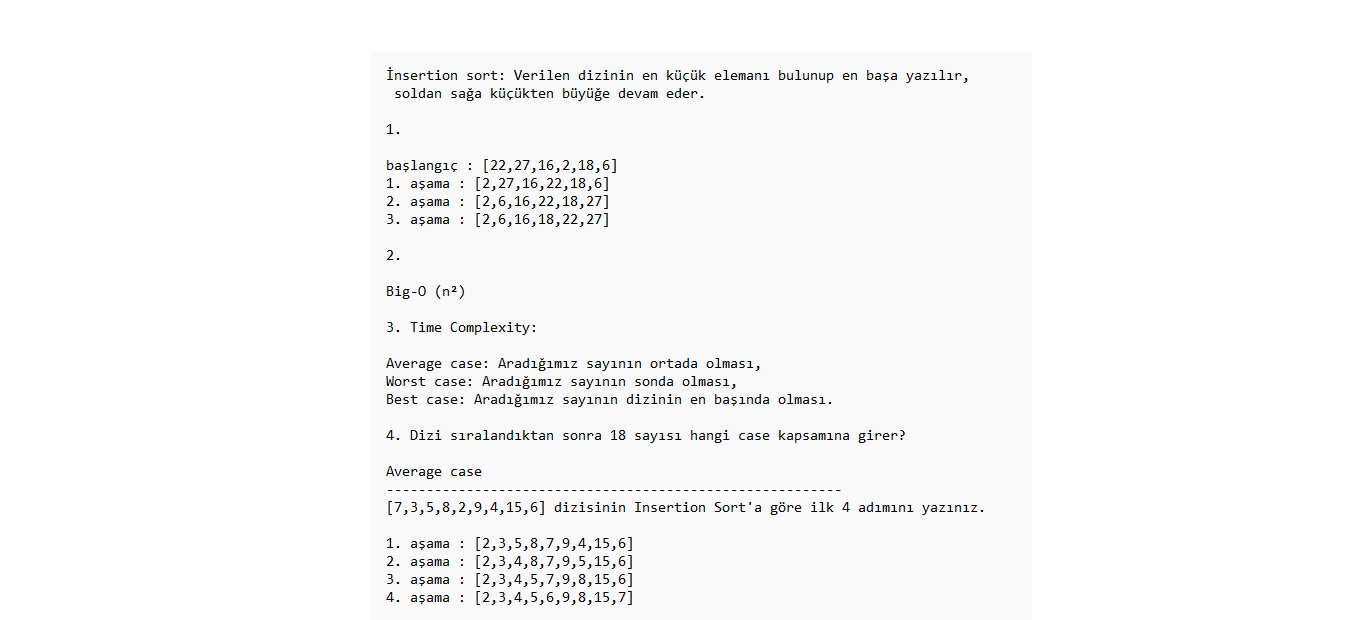 İnsertion sort: Verilen dizinin en küçük elemanı bulunup en başa yazılır,
soldan sağa küçükten büyüğe devam eder.
1.
başlangıç : [22,27,16,2,18,6]
1. aşama : [2,27,16,22,18,6]
2. aşama : [2,6,16,22,18,27]
3. aşama : [2,6,16,18,22,27]
2.
Big-O (n²)
3. Time Complexity:
Average case: Aradığımız sayının ortada olması,
Worst case: Aradığımız sayının sonda olması,
Best case: Aradığımız sayının dizinin en başında olması.
4. Dizi sıralandıktan sonra 18 sayısı hangi case kapsamına girer?
Average case
---------------------------------------------------------
[7,3,5,8,2,9,4,15,6] dizisinin Insertion Sort'a göre ilk 4 adımını yazınız.
1. aşama : [2,3,5,8,7,9,4,15,6]
2. aşama : [2,3,4,8,7,9,5,15,6]
3. aşama : [2,3,4,5,7,9,8,15,6]
4. aşama : [2,3,4,5,6,9,8,15,7]